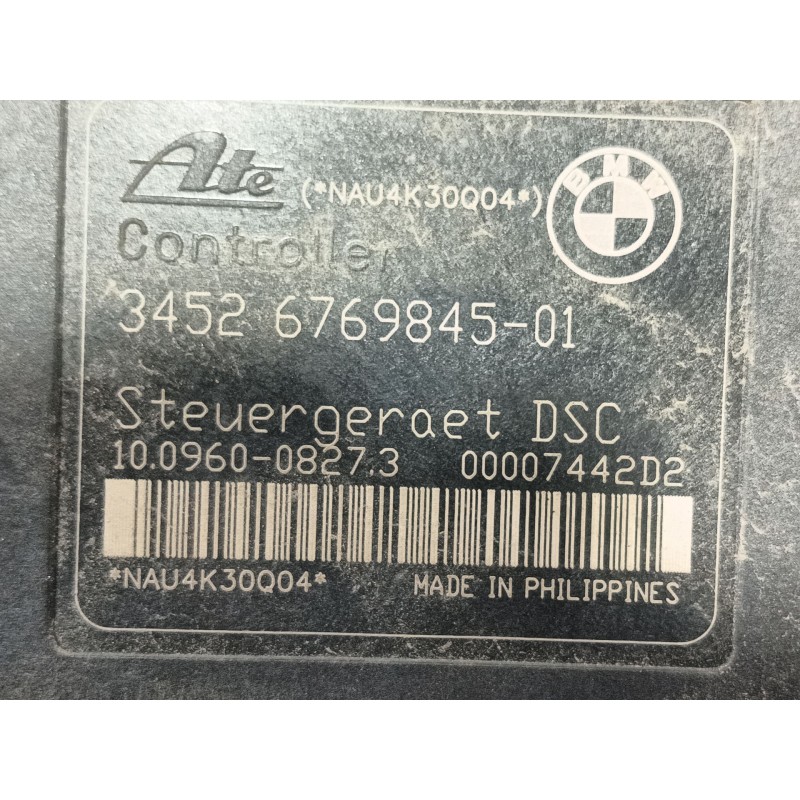 Ate (*NAU4K30Q04*) BMW
Controller
3452 6769845-01
Steuergeraet DSC
10.0960-0827.3 00007442D2
*NAU4K30Q04* MADE IN PHILIPPINES